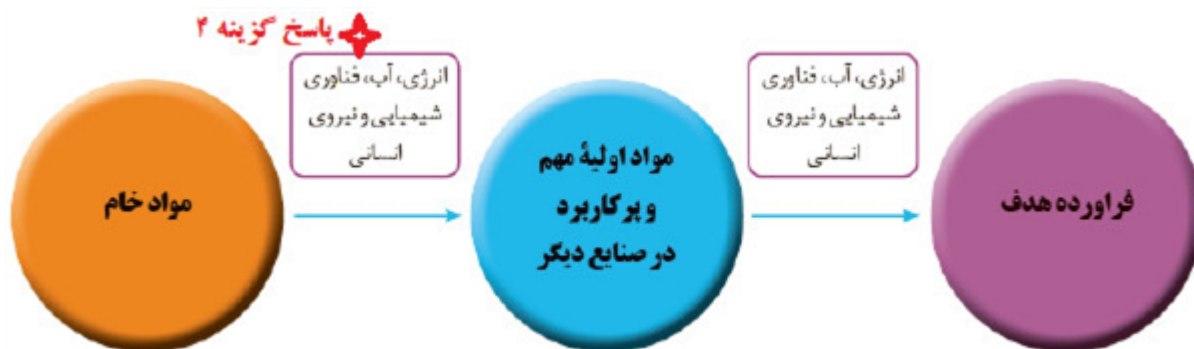 پاسخ گزینه ۴
انرژی، آب، فناوری
شیمیایی و نیروی
انسانی
انرژی، آب، فناوری
شیمیایی و نیروی
انسانی
مواد خام
مواد اولیهٔ مهم
و پرکاربرد
در صنایع دیگر
فراورده هدف